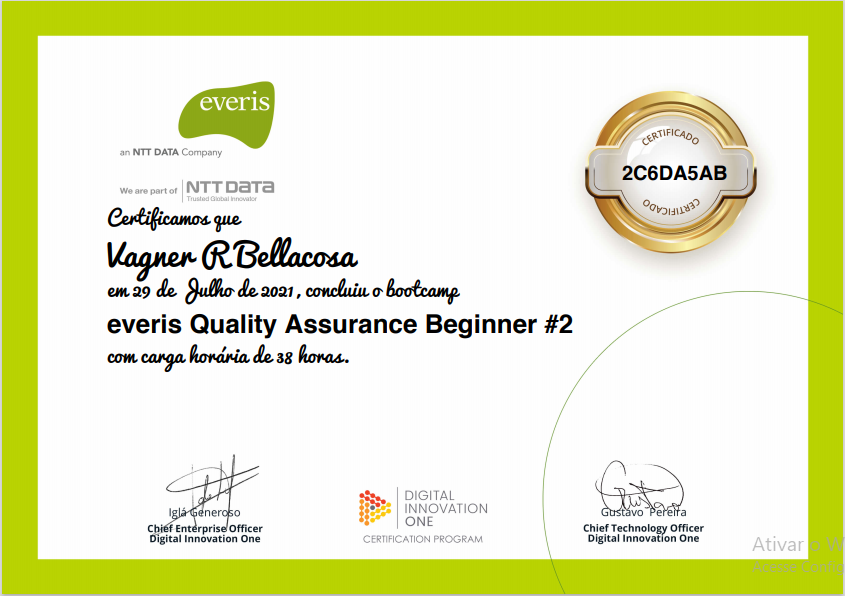 everis
an NTT DATA Company
We are part of NTT DATA
Trusted Global Innovator
CERTIFICADO
2C6DA5AB
CERTIFICADO
Certificamos que
Vagner R Bellacosa
em 29 de Julho de 2021, concluiu o bootcamp
everis Quality Assurance Beginner #2
com carga horária de 38 horas.
Iglá Generoso
Chief Enterprise Officer
Digital Innovation One
DIGITAL
INNOVATION
ONE
CERTIFICATION PROGRAM
Gustavo Pereira
Chief Technology Officer
Digital Innovation One
Ativar o W
Acesse Config